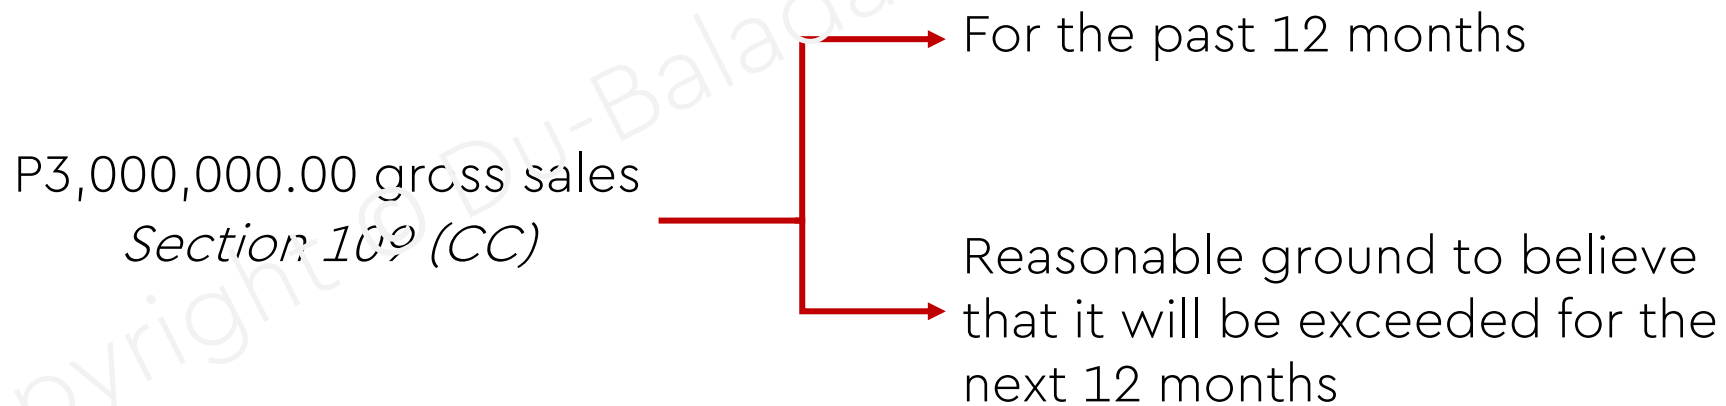 For the past 12 months
P3,000,000.00 gross sales
Section 109 (CC)
Reasonable ground to believe
that it will be exceeded for the
next 12 months